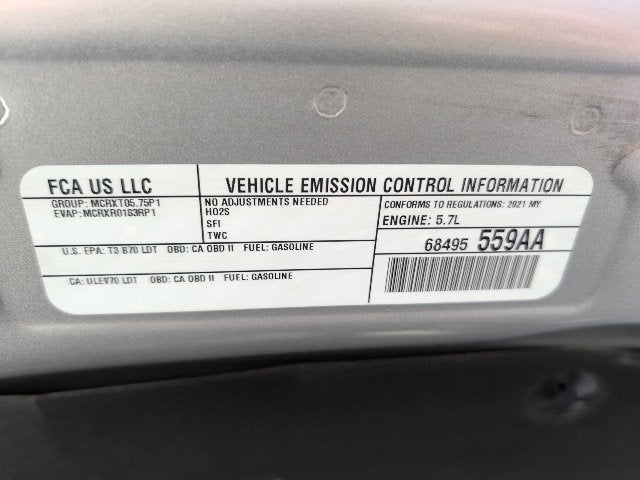 FCA US LLC
VEHICLE EMISSION CONTROL INFORMATION
GROUP: MCRXT05.75P1
EVAP: MCRXR0183RP1
NO ADJUSTMENTS NEEDED
HO2S
SFI
TWC
CONFORMS TO REGULATIONS: 2021 MY
ENGINE: 5.7L
U.S. EPA: T3 B70 LDT OBD: CA OBD II FUEL: GASOLINE
68495 559AA
CA: ULEV70 LDT OBD: CA OBD II FUEL: GASOLINE